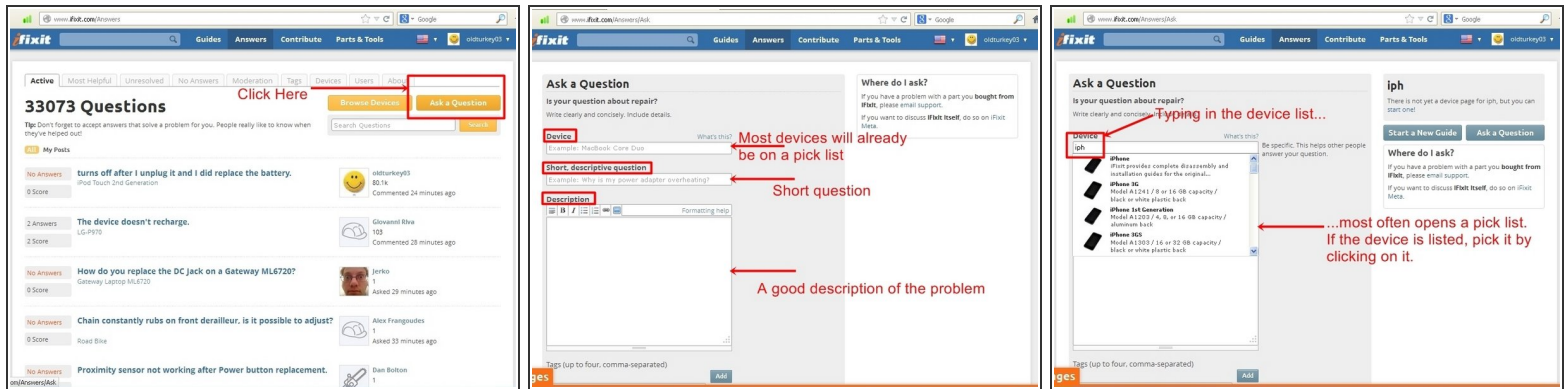 www.ifixit.com/Answers
Google
ifixit
Guides Answers Contribute Parts & Tools
oldturkey03
Active Most Helpful Unresolved No Answers Moderation Tags Devices Users Abou
Click Here
33073 Questions
Browse Devices
Ask a Question
Tip: Don't forget to accept answers that solve a problem for you. People really like to know when
they've helped out!
Search Questions
Search
All My Posts
No Answers
0 Score
turns off after I unplug it and I did replace the battery.
iPod Touch 2nd Generation
oldturkey03
80.1k
Commented 24 minutes ago
2 Answers
2 Score
The device doesn't recharge.
LG-P970
Giovanni Riva
103
Commented 28 minutes ago
No Answers
0 Score
How do you replace the DC Jack on a Gateway ML6720?
Gateway Laptop ML6720
Jerko
1
Asked 29 minutes ago
No Answers
0 Score
Chain constantly rubs on front derailleur, is it possible to adjust?
Road Bike
Alex Frangoudes
1
Asked 33 minutes ago
No Answers
Proximity sensor not working after Power button replacement.
Dan Bolton
1
om/Answers/Ask
www.ifixit.com/Answers/Ask
Google
ifixit
Guides Answers Contribute Parts & Tools
oldturkey03
Ask a Question
Is your question about repair?
Write clearly and concisely. Include details.
Device
What's this?
Example: MacBook Core Duo
Most devices will already
be on a pick list
Short, descriptive question
Example: Why is my power adapter overheating?
Short question
Description
B I
Formatting help
A good description of the problem
Tags (up to four, comma-separated)
Add
ges
Where do I ask?
If you have a problem with a part you bought from
iFixit, please email support.
If you want to discuss iFixit itself, do so on iFixit
Meta.
www.ifixit.com/Answers/Ask
Google
ifixit
Guides Answers Contribute Parts & Tools
oldturkey03
Ask a Question
Is your question about repair?
Write clearly and concisely.
Typing in the device list...
Device
What's this?
iph
Be specific. This helps other people
answer your question.
iPhone
iFixit provides complete disassembly and
installation guides for the original...
iPhone 3G
Model A1241 / 8 or 16 GB capacity /
black or white plastic back
iPhone 1st Generation
Model A1203 / 4, 8, or 16 GB capacity /
aluminum back
iPhone 3GS
Model A1303 / 16 or 32 GB capacity /
black or white plastic back
...most often opens a pick list.
If the device is listed, pick it by
clicking on it.
Tags (up to four, comma-separated)
Add
ges
iph
There is not yet a device page for iph, but you can
start one!
Start a New Guide
Ask a Question
Where do I ask?
If you have a problem with a part you bought from
iFixit, please email support.
If you want to discuss iFixit itself, do so on iFixit
Meta.